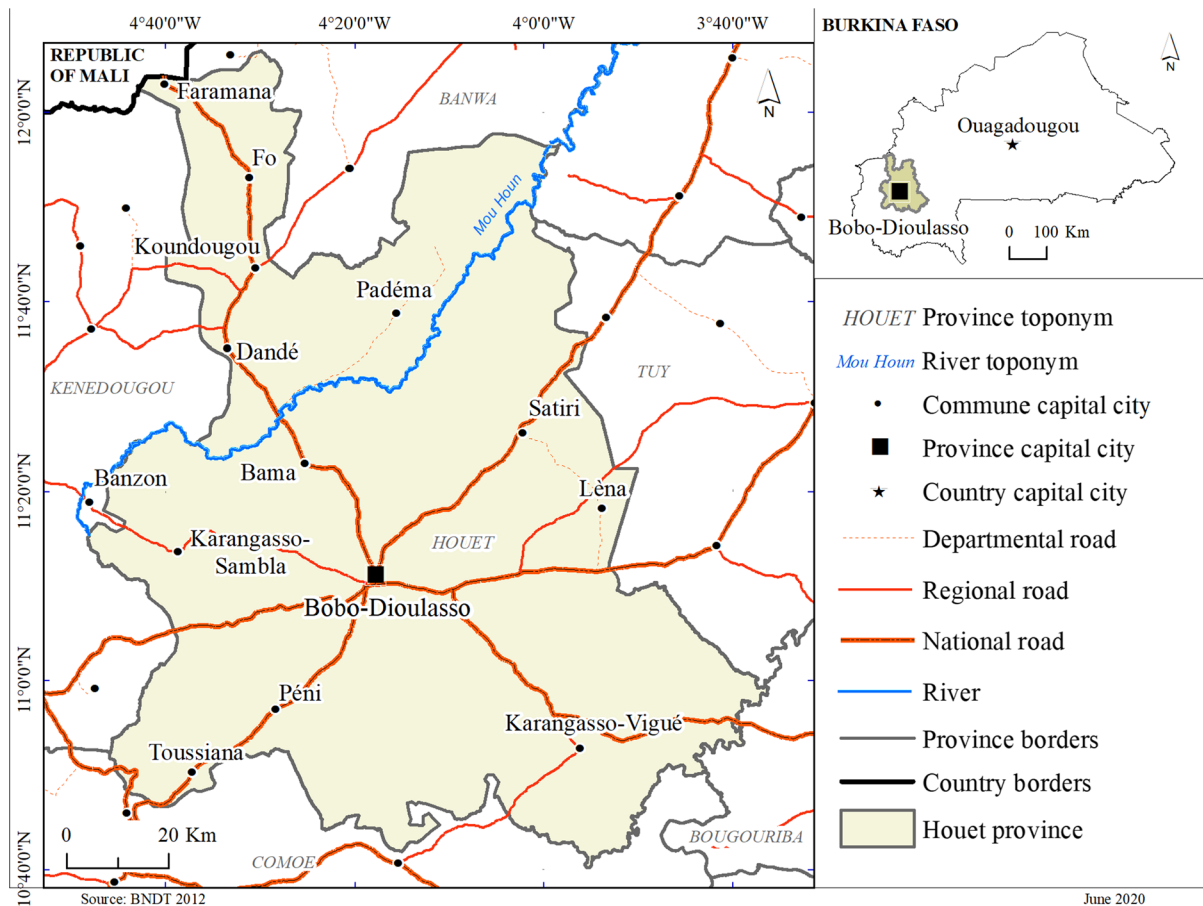 4°40'0"W
4°20'0"W
4°0'0"W
3°40'0"W
12°0'0"N
11°40'0"N
11°20'0"N
11°0'0"N
10°40'0"N
REPUBLIC
OF MALI
Faramana
BANWA
N
Fo
Mou Houn
Koundougou
Padéma
Dandé
KENEDOUGOU
TUY
Satiri
Bama
Banzon
Lèna
Karangasso-
Sambla
HOUET
Bobo-Dioulasso
Péni
Karangasso-Vigué
Toussiana
0 20 Km
BOUGOURIBA
COMOE
Source: BNDT 2012
June 2020
BURKINA FASO
N
Ouagadougou
Bobo-Dioulasso
0 100 Km
HOUET Province toponym
Mou Houn River toponym
Commune capital city
Province capital city
Country capital city
Departmental road
Regional road
National road
River
Province borders
Country borders
Houet province